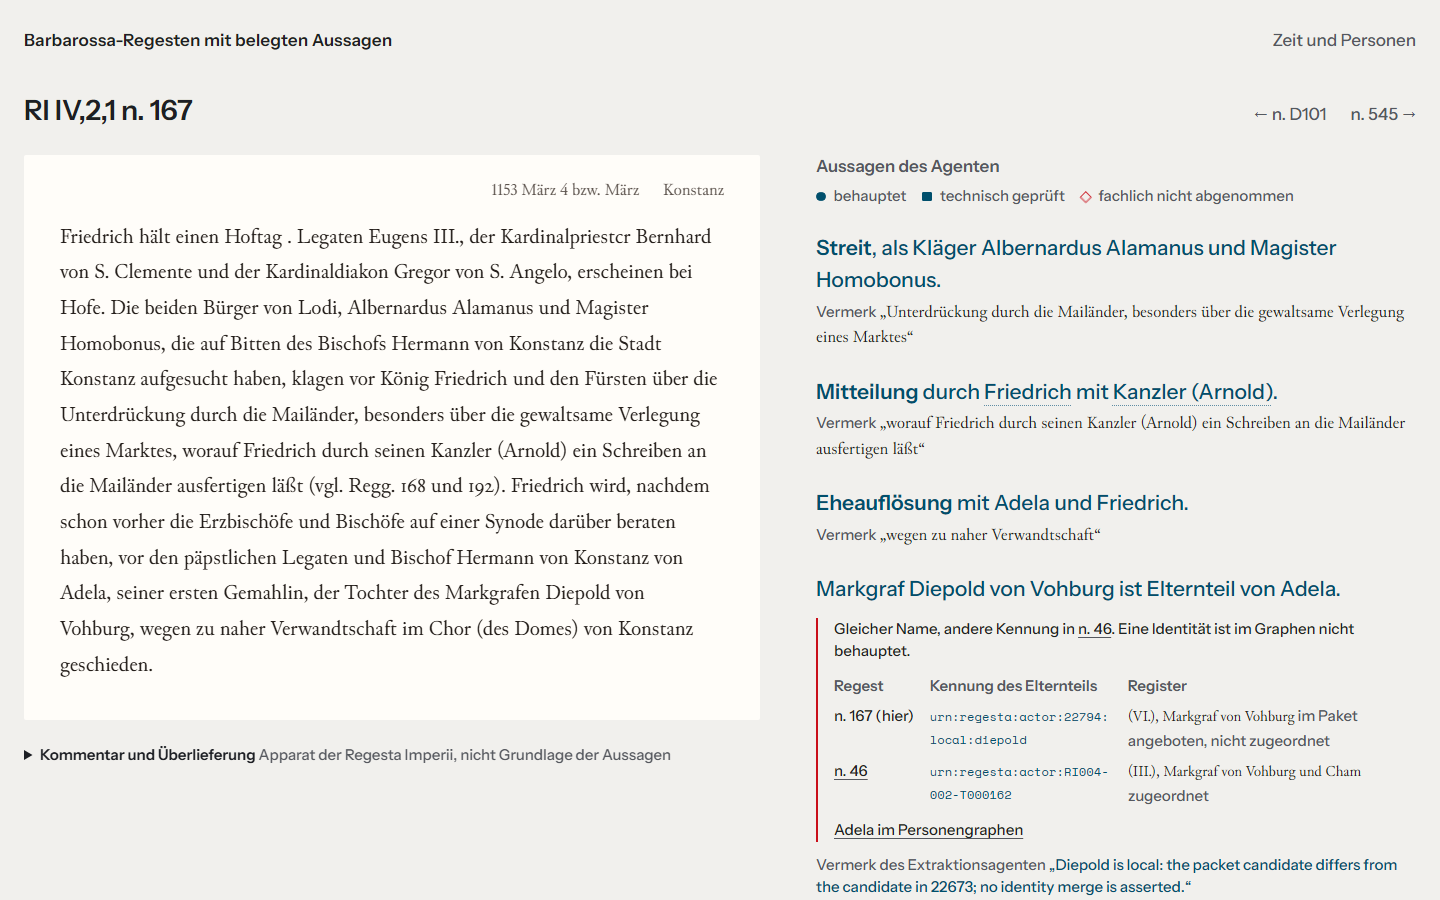 Barbarossa-Regesten mit belegten Aussagen
Zeit und Personen
RI IV,2,1 n. 167
← n. D101 n. 545 →
1153 März 4 bzw. März Konstanz
Friedrich hält einen Hoftag . Legaten Eugens III., der Kardinalpriestcr Bernhard
von S. Clemente und der Kardinaldiakon Gregor von S. Angelo, erscheinen bei
Hofe. Die beiden Bürger von Lodi, Albernardus Alamanus und Magister
Homobonus, die auf Bitten des Bischofs Hermann von Konstanz die Stadt
Konstanz aufgesucht haben, klagen vor König Friedrich und den Fürsten über die
Unterdrückung durch die Mailänder, besonders über die gewaltsame Verlegung
eines Marktes, worauf Friedrich durch seinen Kanzler (Arnold) ein Schreiben an
die Mailänder ausfertigen läßt (vgl. Regg. 168 und 192). Friedrich wird, nachdem
schon vorher die Erzbischöfe und Bischöfe auf einer Synode darüber beraten
haben, vor den päpstlichen Legaten und Bischof Hermann von Konstanz von
Adela, seiner ersten Gemahlin, der Tochter des Markgrafen Diepold von
Vohburg, wegen zu naher Verwandtschaft im Chor (des Domes) von Konstanz
geschieden.
▶ Kommentar und Überlieferung Apparat der Regesta Imperii, nicht Grundlage der Aussagen
Aussagen des Agenten
behauptet technisch geprüft fachlich nicht abgenommen
Streit, als Kläger Albernardus Alamanus und Magister
Homobonus.
Vermerk „Unterdrückung durch die Mailänder, besonders über die gewaltsame Verlegung
eines Marktes“
Mitteilung durch Friedrich mit Kanzler (Arnold).
Vermerk „worauf Friedrich durch seinen Kanzler (Arnold) ein Schreiben an die Mailänder
ausfertigen läßt“
Eheauflösung mit Adela und Friedrich.
Vermerk „wegen zu naher Verwandtschaft“
Markgraf Diepold von Vohburg ist Elternteil von Adela.
Gleicher Name, andere Kennung in n. 46. Eine Identität ist im Graphen nicht
behauptet.
Regest Kennung des Elternteils Register
n. 167 (hier) urn:regesta:actor:22794: (VI.), Markgraf von Vohburg im Paket
local:diepold angeboten, nicht zugeordnet
n. 46 urn:regesta:actor:RI004- (III.), Markgraf von Vohburg und Cham
002-T000162 zugeordnet
Adela im Personengraphen
Vermerk des Extraktionsagenten „Diepold is local: the packet candidate differs from
the candidate in 22673; no identity merge is asserted.“